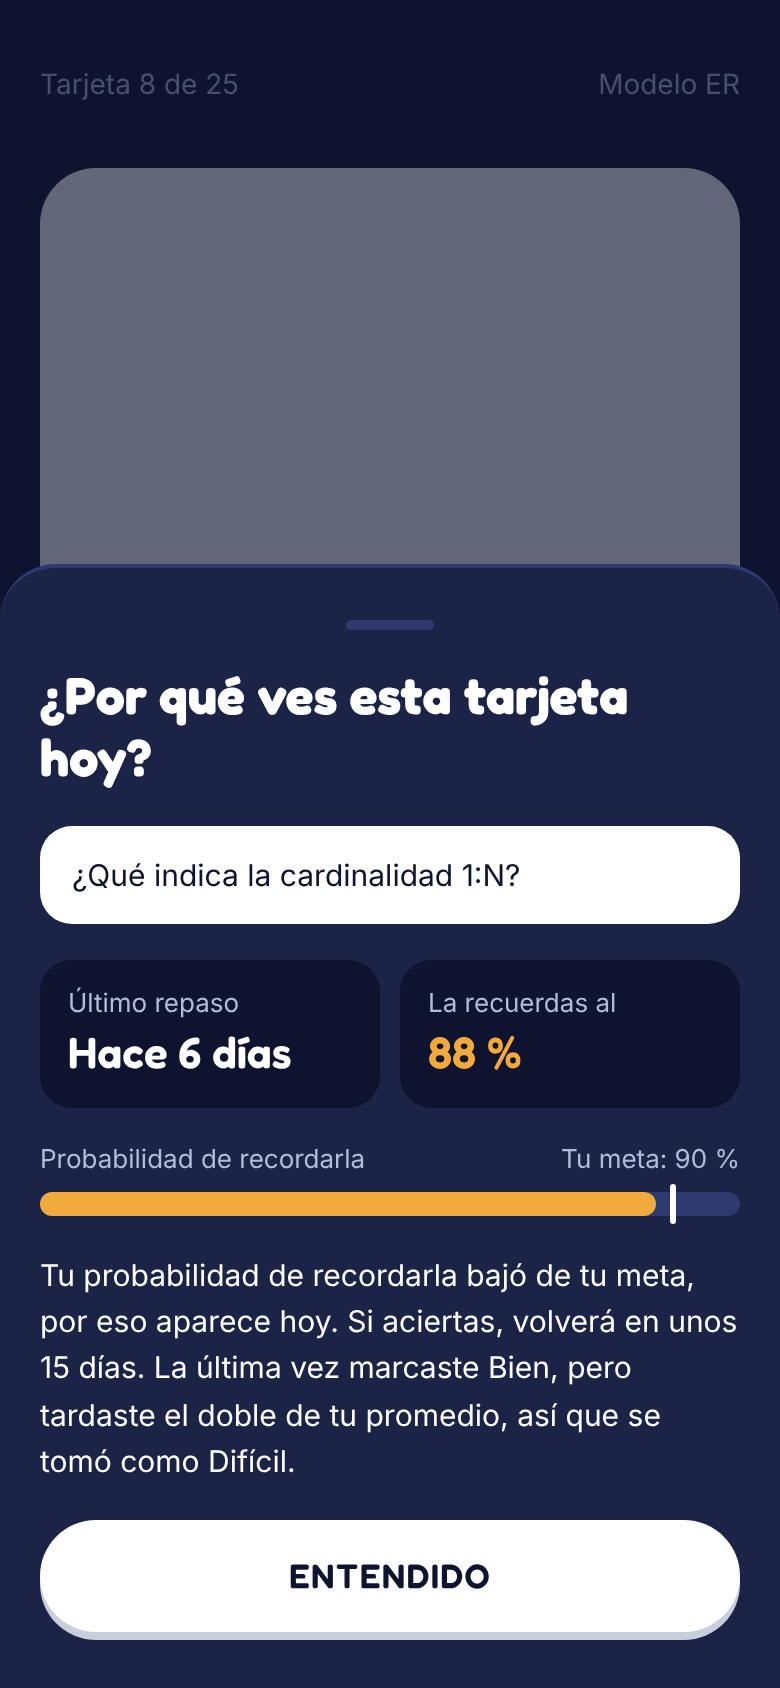 Tarjeta 8 de 25
Modelo ER
¿Por qué ves esta tarjeta
hoy?
¿Qué indica la cardinalidad 1:N?
Último repaso
Hace 6 días
La recuerdas al
88 %
Probabilidad de recordarla
Tu meta: 90 %
Tu probabilidad de recordarla bajó de tu meta,
por eso aparece hoy. Si aciertas, volverá en unos
15 días. La última vez marcaste Bien, pero
tardaste el doble de tu promedio, así que se
tomó como Difícil.
ENTENDIDO